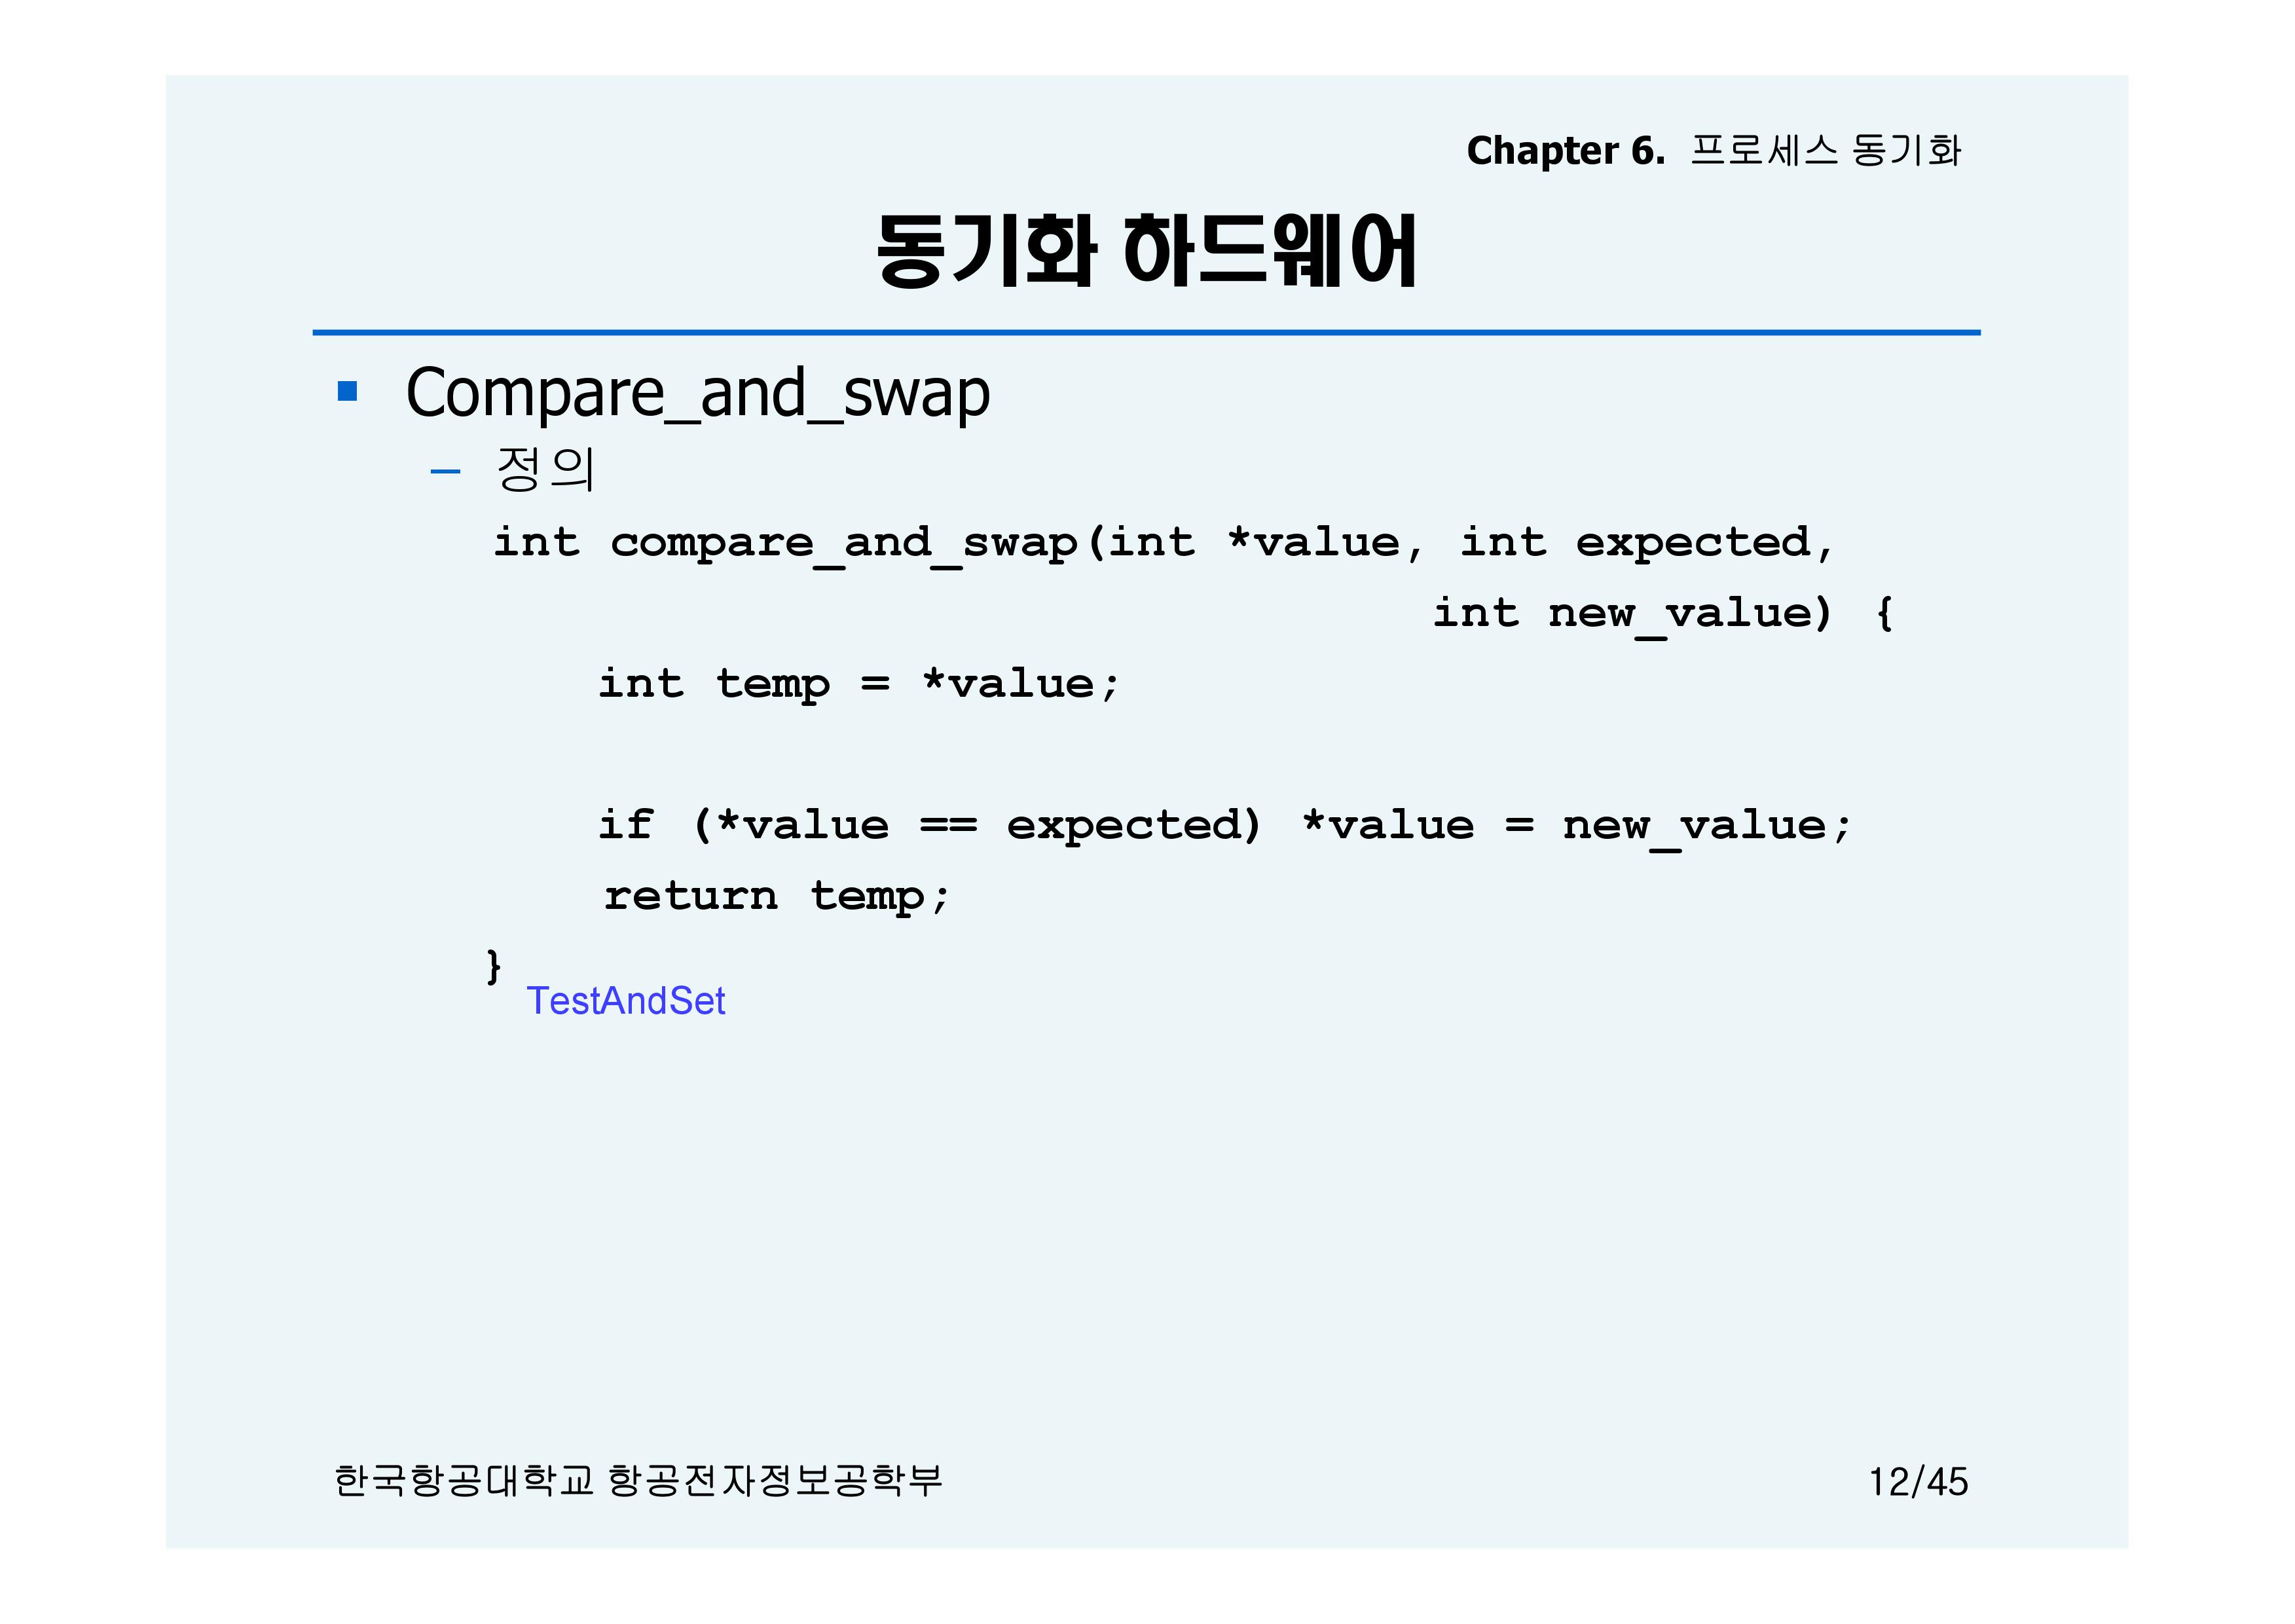 Chapter 6. 프로세스 동기화
동기화 하드웨어
Compare_and_swap
– 정의
int compare_and_swap(int *value, int expected,
int new_value) {
int temp = *value;
if (*value == expected) *value = new_value;
return temp;
}
TestAndSet
한국항공대학교 항공전자정보공학부
12/45